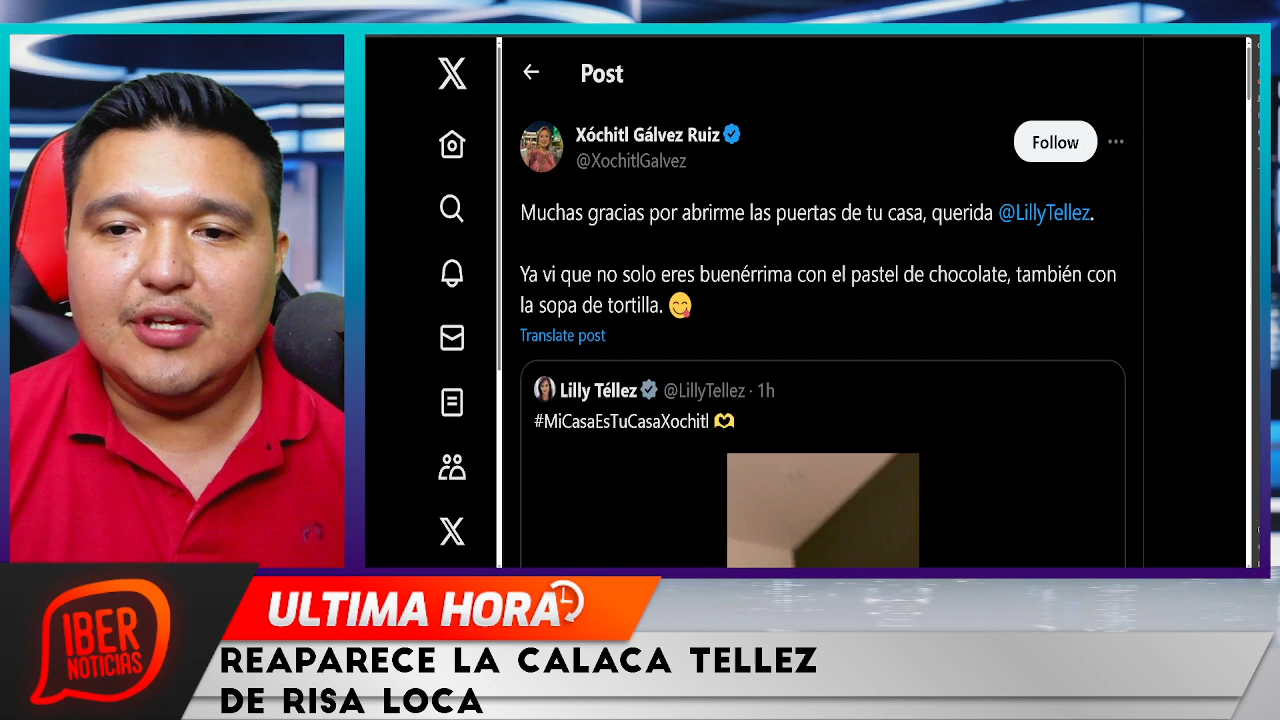 Post
Xóchitl Gálvez Ruiz
@XochitlGalvez
Follow
Muchas gracias por abrirme las puertas de tu casa, querida @LillyTellez.
Ya vi que no solo eres buenérrima con el pastel de chocolate, también con
la sopa de tortilla. 😋
Translate post
Lilly Téllez @LillyTellez · 1h
#MiCasaEsTuCasaXochitl 🫶
IBER
NOTICIAS
ULTIMA HORA
REAPARECE LA CALACA TELLEZ
DE RISA LOCA